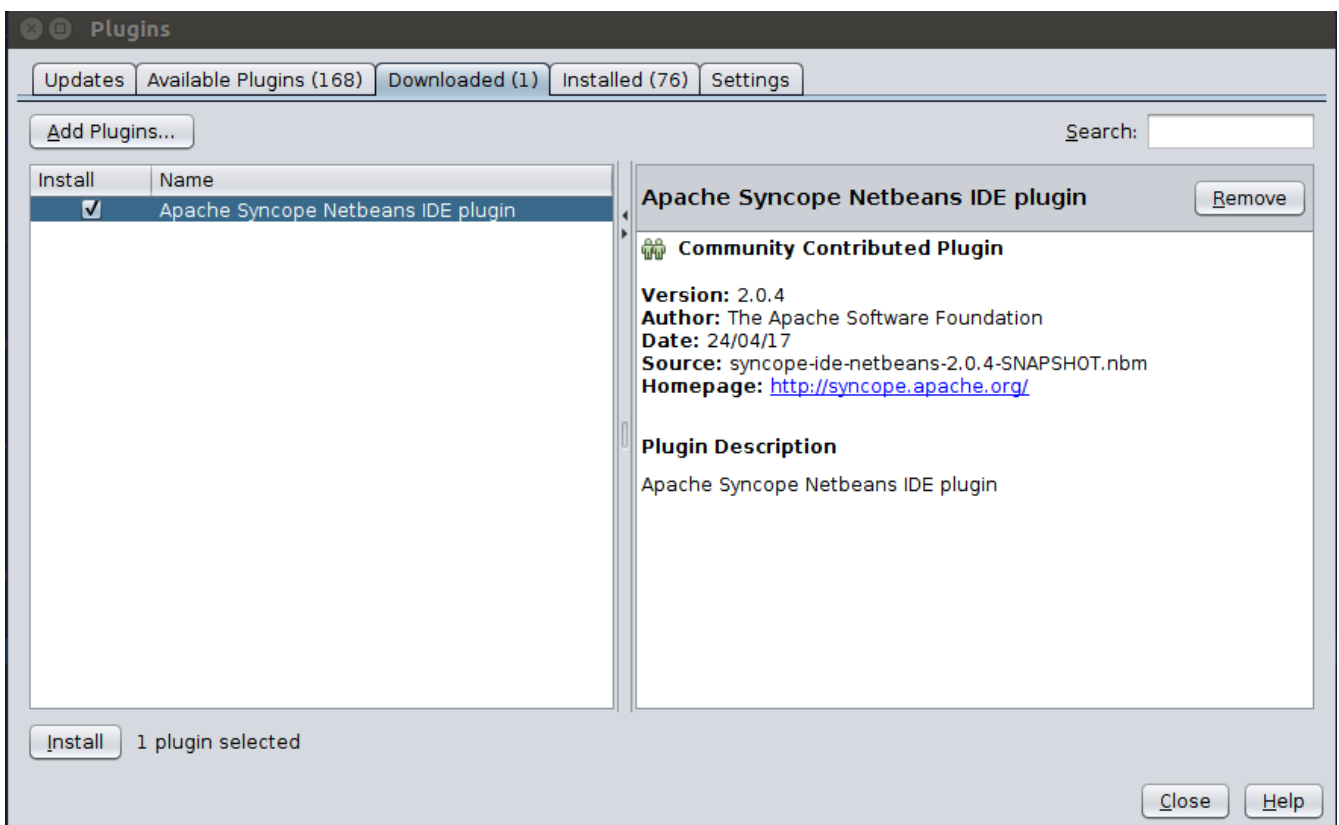 Plugins
Updates Available Plugins (168) Downloaded (1) Installed (76) Settings
Add Plugins... Search:
Install Name
Apache Syncope Netbeans IDE plugin
Apache Syncope Netbeans IDE plugin Remove
Community Contributed Plugin
Version: 2.0.4
Author: The Apache Software Foundation
Date: 24/04/17
Source: syncope-ide-netbeans-2.0.4-SNAPSHOT.nbm
Homepage: http://syncope.apache.org/
Plugin Description
Apache Syncope Netbeans IDE plugin
Install 1 plugin selected
Close Help